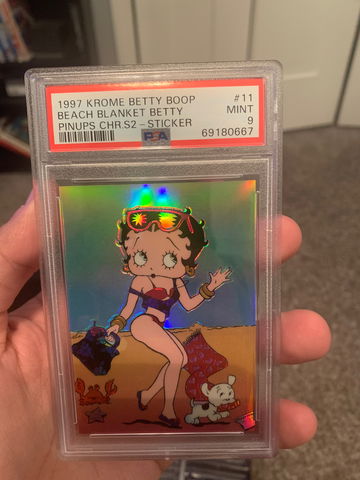 1997 KROME BETTY BOOP #11
BEACH BLANKET BETTY MINT
PINUPS CHR.S2 - STICKER 9
PSA 69180667